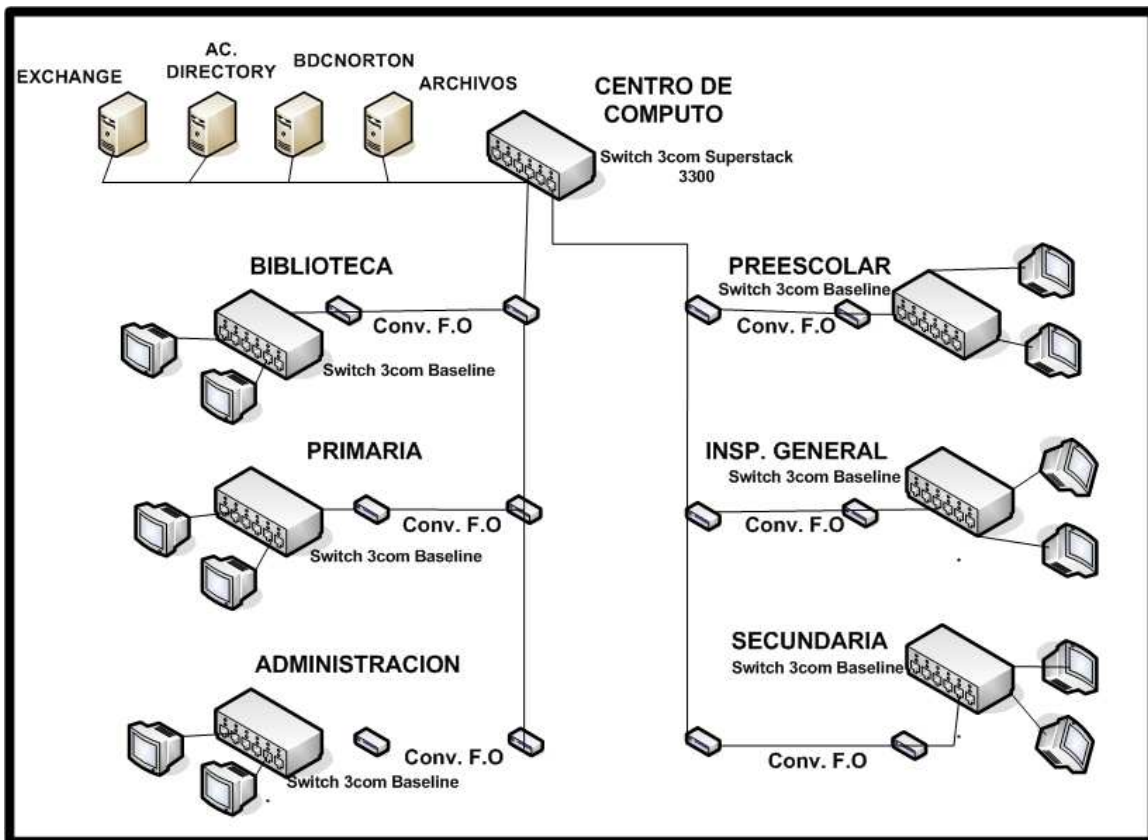 EXCHANGE
AC.
DIRECTORY
BDCNORTON
ARCHIVOS
CENTRO DE
COMPUTO
Switch 3com Superstack
3300
BIBLIOTECA
Conv. F.O
Switch 3com Baseline
PREESCOLAR
Switch 3com Baseline
Conv. F.O
PRIMARIA
Conv. F.O
Switch 3com Baseline
INSP. GENERAL
Switch 3com Baseline
Conv. F.O
ADMINISTRACION
Conv. F.O
Switch 3com Baseline
SECUNDARIA
Switch 3com Baseline
Conv. F.O